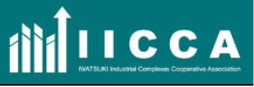 IICCA
IWATSUKI Industrial Complexes Cooperative Association